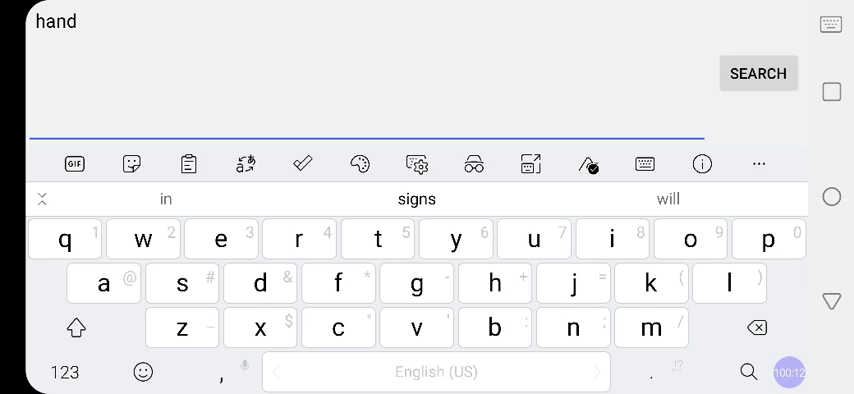 hand
SEARCH
GIF
in signs will
q 1 w 2 e 3 r 4 t 5 y 6 u 7 i 8 o 9 p 0
a @ s # d & f * g - h + j = k ( l )
z _ x $ c " v ' b : n ; m /
123 , English (US) . ,!? 100:12